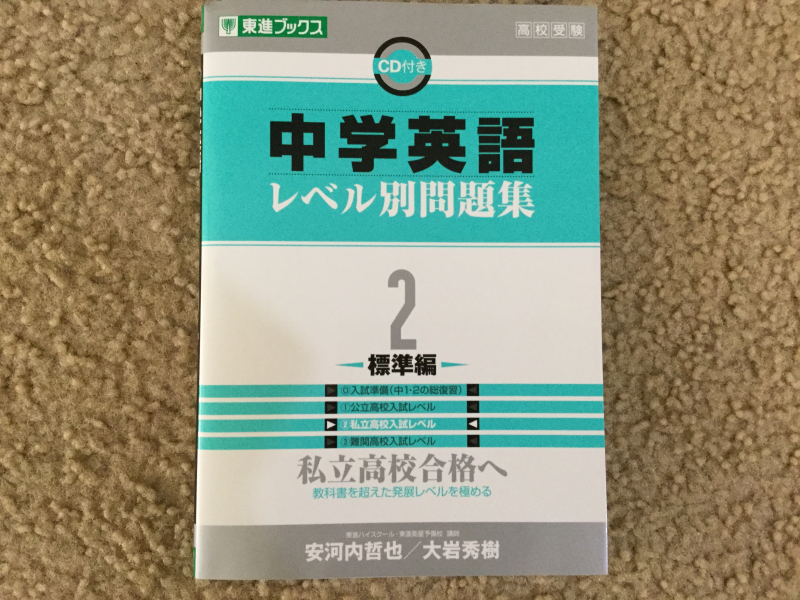 東進ブックス
高校受験
CD付き
中学英語
レベル別問題集
2
標準編
⓪入試準備(中1・2の総復習)
①公立高校入試レベル
②私立高校入試レベル
③難関高校入試レベル
私立高校合格へ
教科書を超えた発展レベルを極める
東進ハイスクール・東進衛星予備校 講師
安河内哲也/大岩秀樹